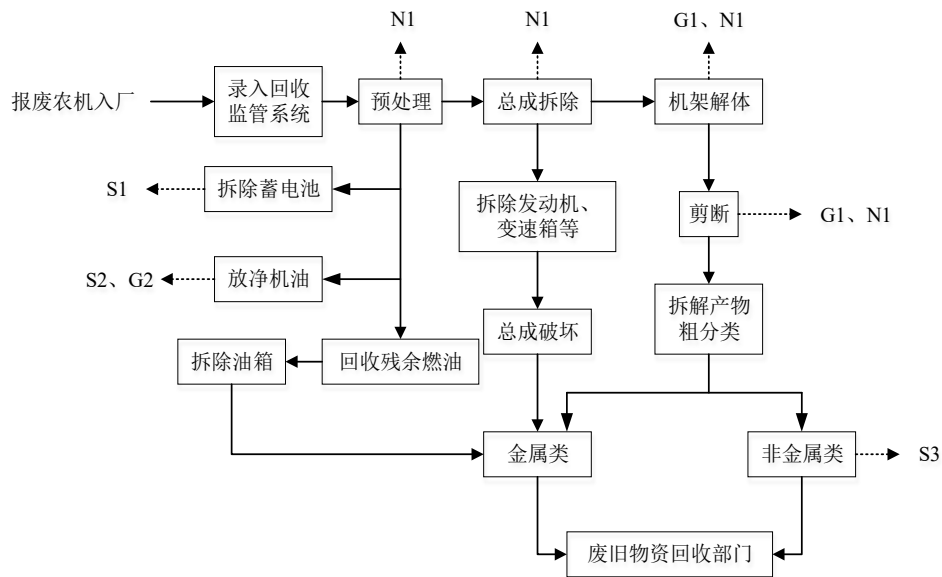 N1
N1
G1、N1
报废农机入厂
录入回收
监管系统
预处理
总成拆除
机架解体
S1
拆除蓄电池
拆除发动机、
变速箱等
剪断
G1、N1
S2、G2
放净机油
拆解产物
粗分类
总成破坏
拆除油箱
回收残余燃油
金属类
非金属类
S3
废旧物资回收部门